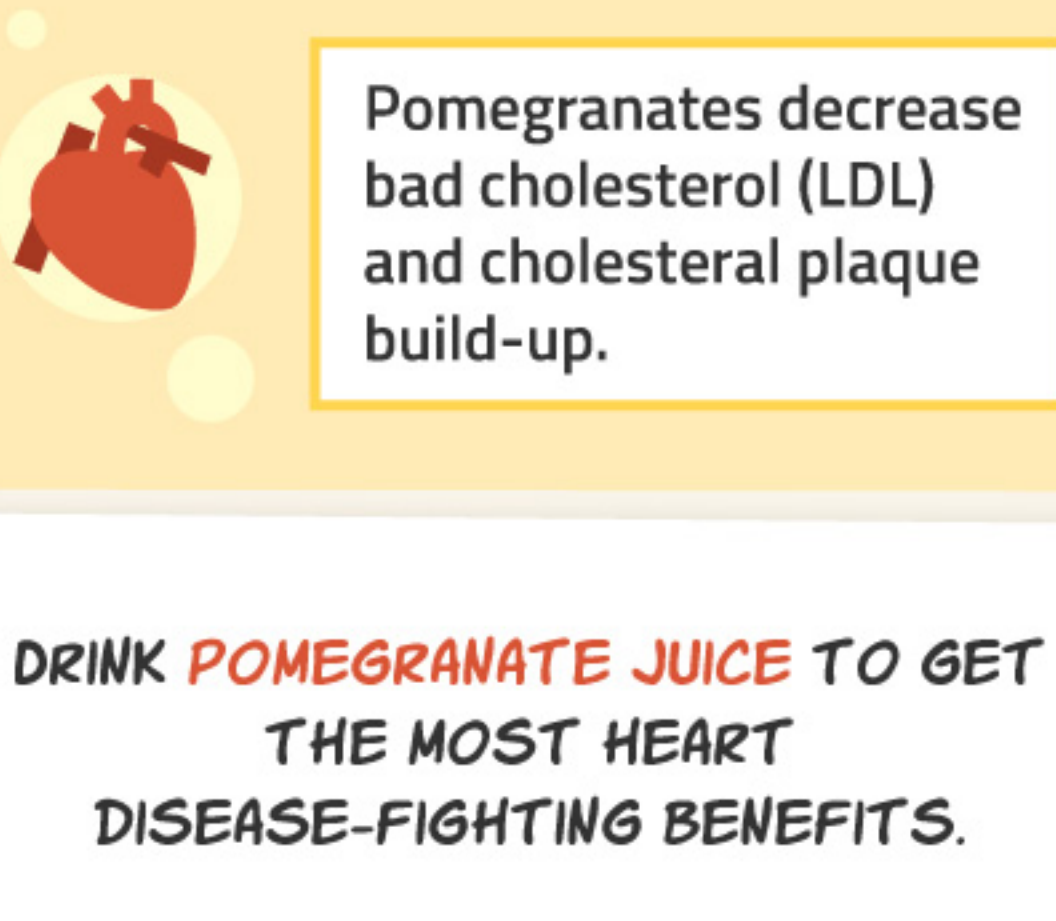 Pomegranates decrease
bad cholesterol (LDL)
and cholesteral plaque
build-up.
DRINK POMEGRANATE JUICE TO GET
THE MOST HEART
DISEASE-FIGHTING BENEFITS.